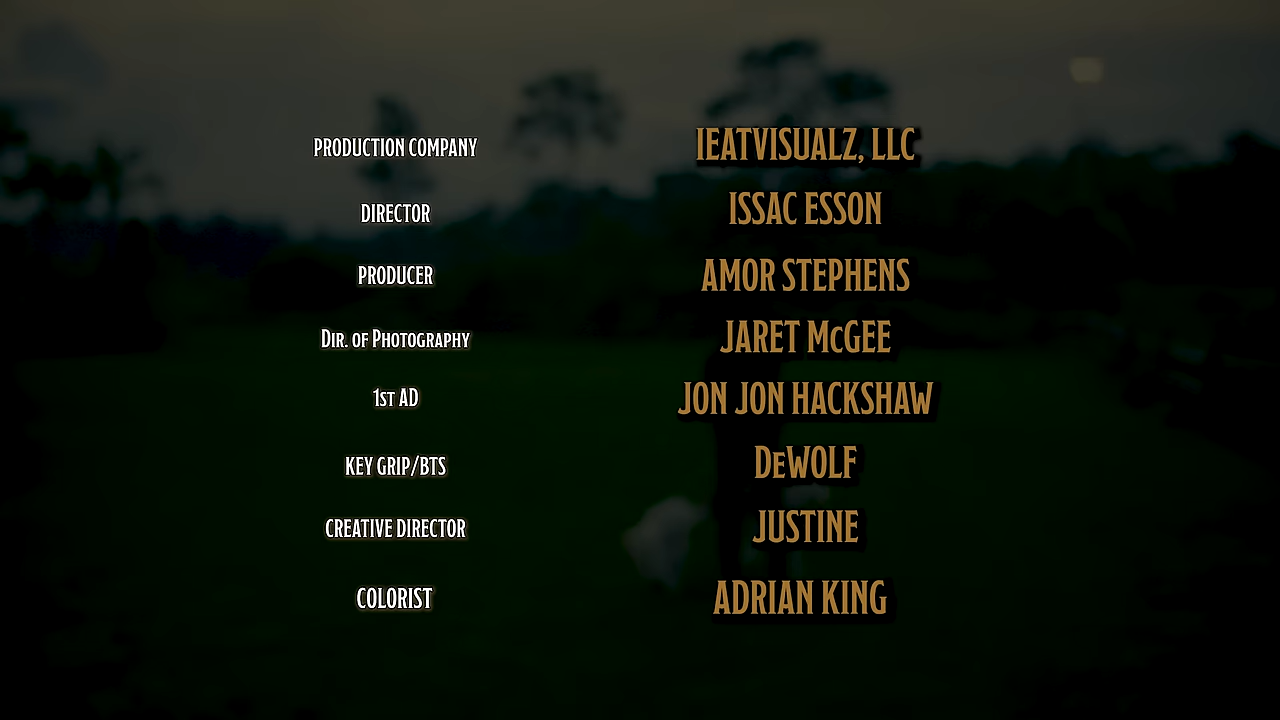 PRODUCTION COMPANY IEATVISUALZ, LLC
DIRECTOR ISSAC ESSON
PRODUCER AMOR STEPHENS
DIR. OF PHOTOGRAPHY JARET McGEE
1ST AD JON JON HACKSHAW
KEY GRIP/BTS DeWOLF
CREATIVE DIRECTOR JUSTINE
COLORIST ADRIAN KING